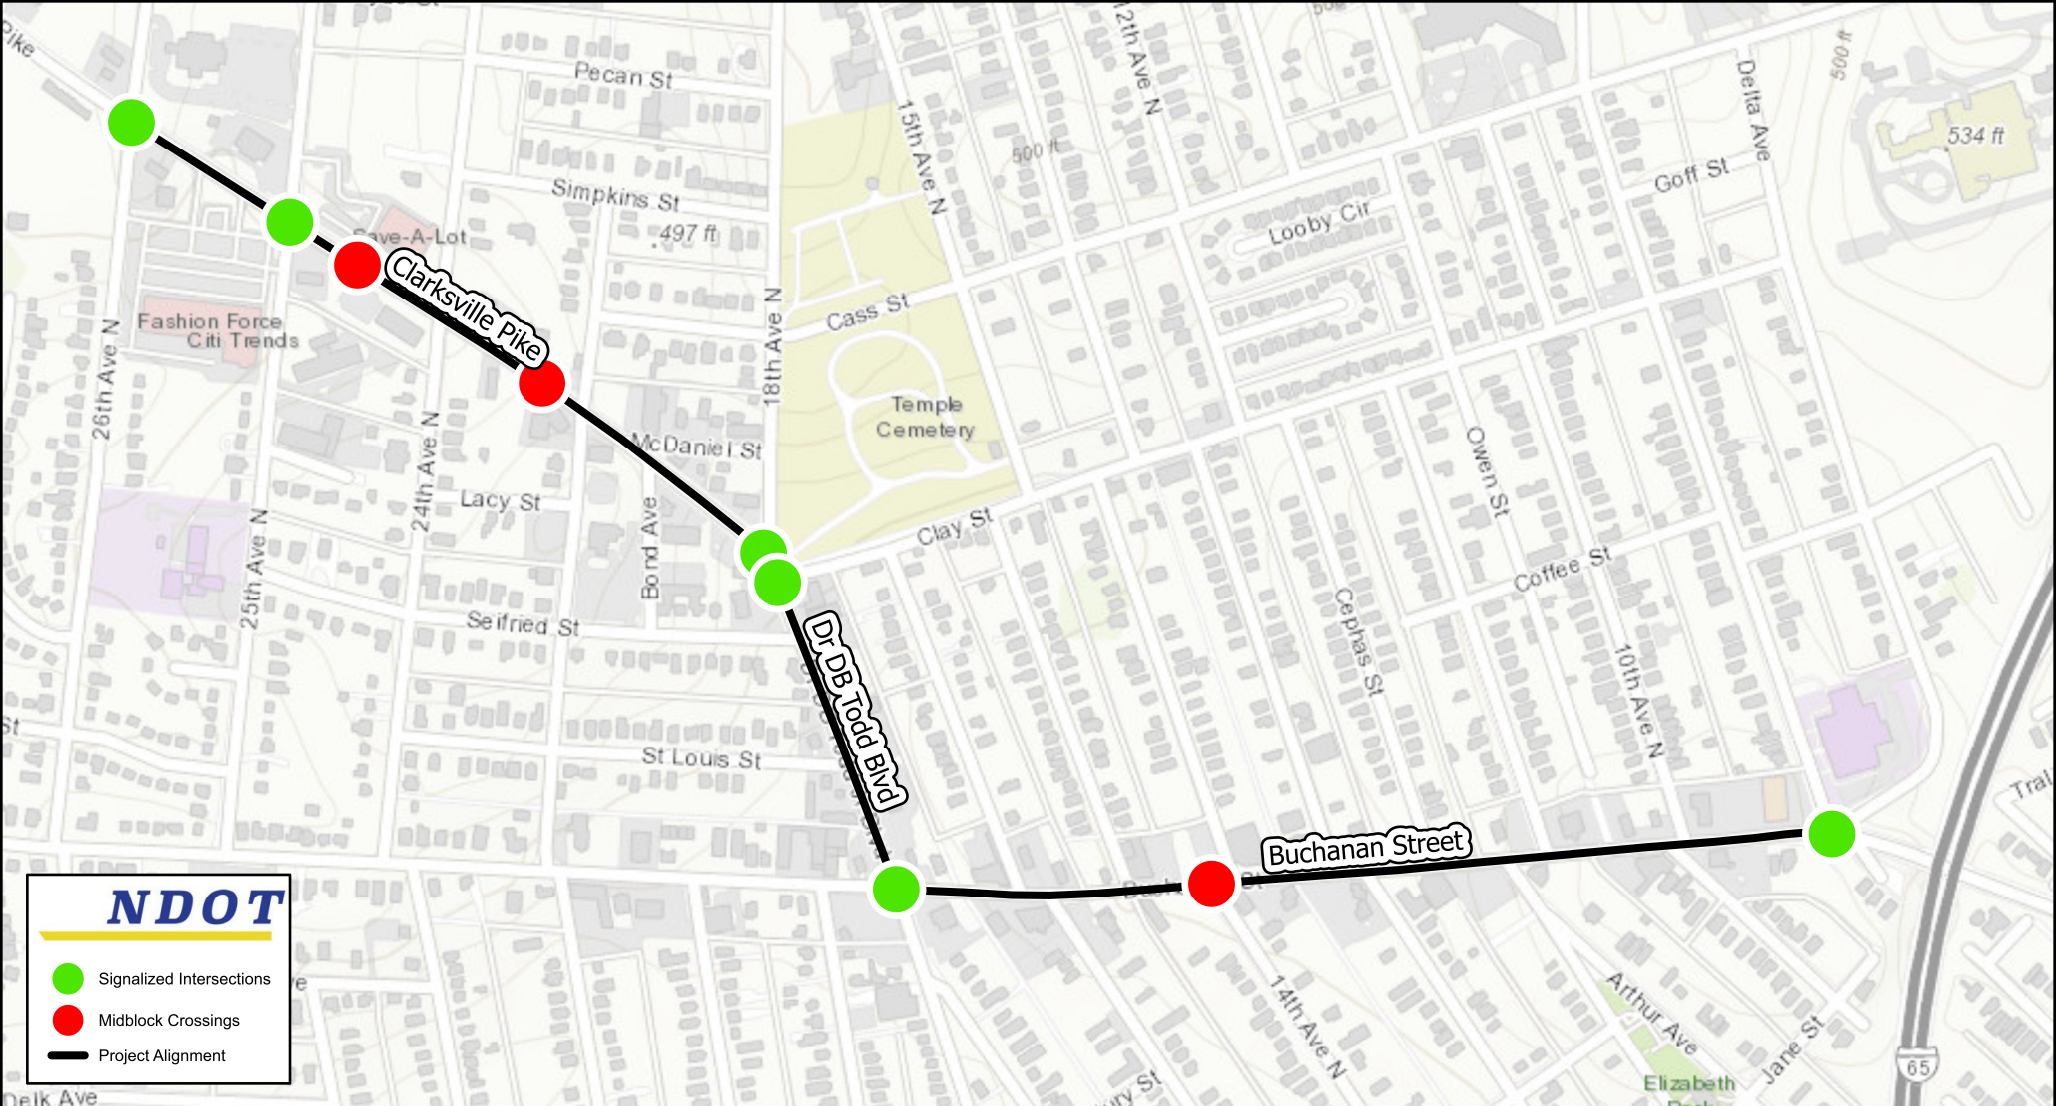 Pike
Pecan St
12th Ave N
15th Ave N
500 ft
Delta Ave
500 ft
534 ft
Goff St
Simpkins St
Looby Cir
497 ft
Save-A-Lot
Clarksville Pike
Cass St
18th Ave N
Fashion Force
Citi Trends
26th Ave N
Temple
Cemetery
McDaniel St
24th Ave N
Lacy St
Owen St
Clay St
25th Ave N
Bond Ave
Coffee St
Seifried St
Cephas St
Dr DB Todd Blvd
10th Ave N
St
St Louis St
Buchanan Street
St
NDOT
Signalized Intersections
Midblock Crossings
Project Alignment
14th Ave N
Arthur Ave
Jane St
65
Elizabeth
Delk Ave